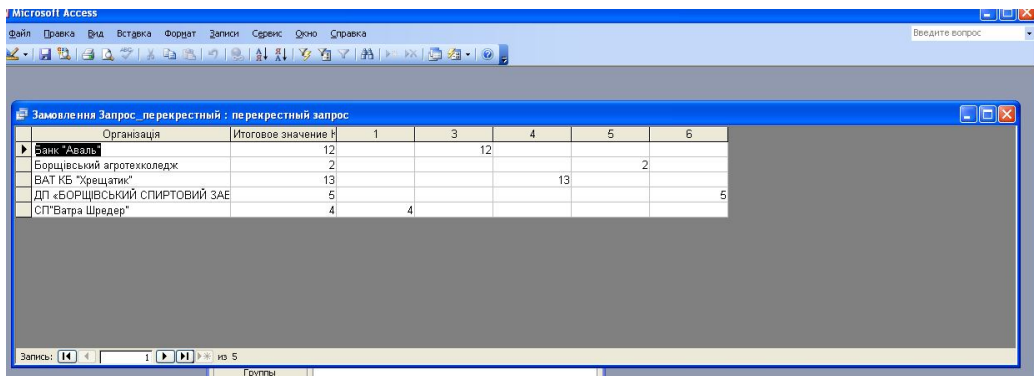 Microsoft Access
Файл Правка Вид Вставка Формат Записи Сервис Окно Справка
Введите вопрос
Замовлення Запрос_перекрестный : перекрестный запрос
Організація Итоговое значение К 1 3 4 5 6
Банк "Аваль" 12 12
Борщівський агротехколедж 2 2
ВАТ КБ "Хрещатик" 13 13
ДП «БОРЩІВСЬКИЙ СПИРТОВИЙ ЗАВ 5 5
СП"Ватра Шредер" 4 4
Запись: 1 из 5
Группы